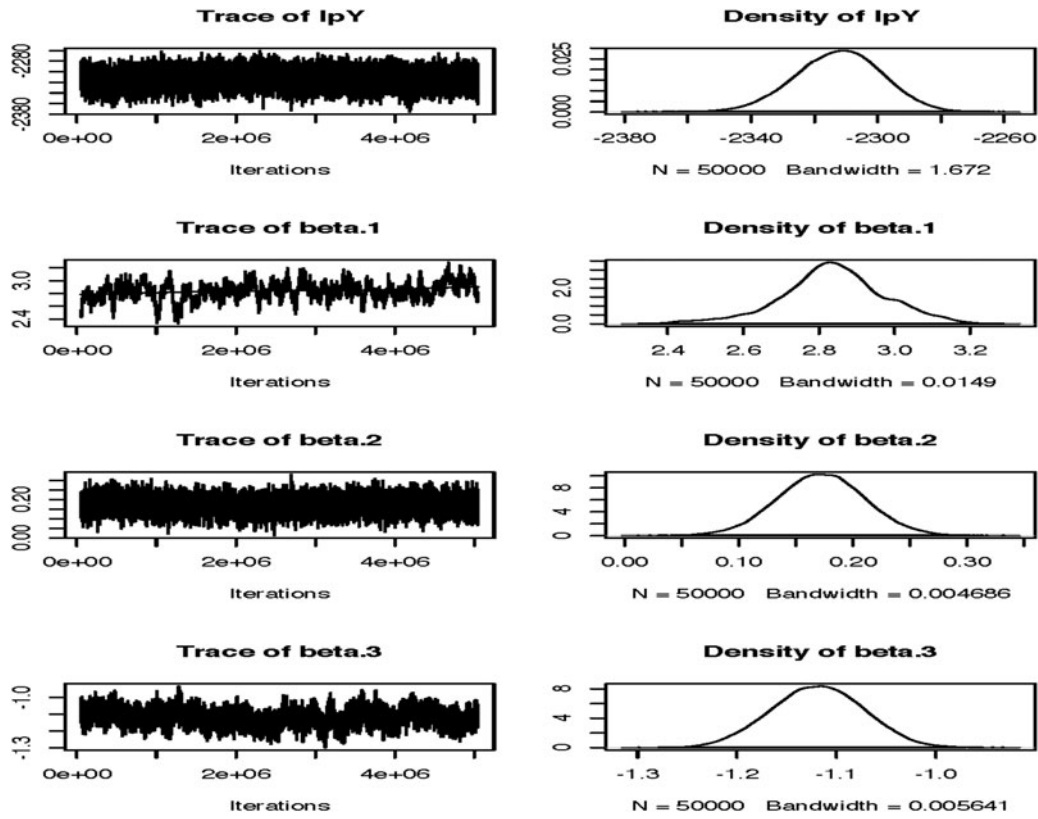 Trace of lpY
-2380 -2280
0e+00 2e+06 4e+06
Iterations
Density of lpY
0.000 0.025
-2380 -2340 -2300 -2260
N = 50000 Bandwidth = 1.672
Trace of beta.1
2.4 3.0
0e+00 2e+06 4e+06
Iterations
Density of beta.1
0.0 2.0
2.4 2.6 2.8 3.0 3.2
N = 50000 Bandwidth = 0.0149
Trace of beta.2
0.00 0.20
0e+00 2e+06 4e+06
Iterations
Density of beta.2
0 4 8
0.00 0.10 0.20 0.30
N = 50000 Bandwidth = 0.004686
Trace of beta.3
-1.3 -1.0
0e+00 2e+06 4e+06
Iterations
Density of beta.3
0 4 8
-1.3 -1.2 -1.1 -1.0
N = 50000 Bandwidth = 0.005641